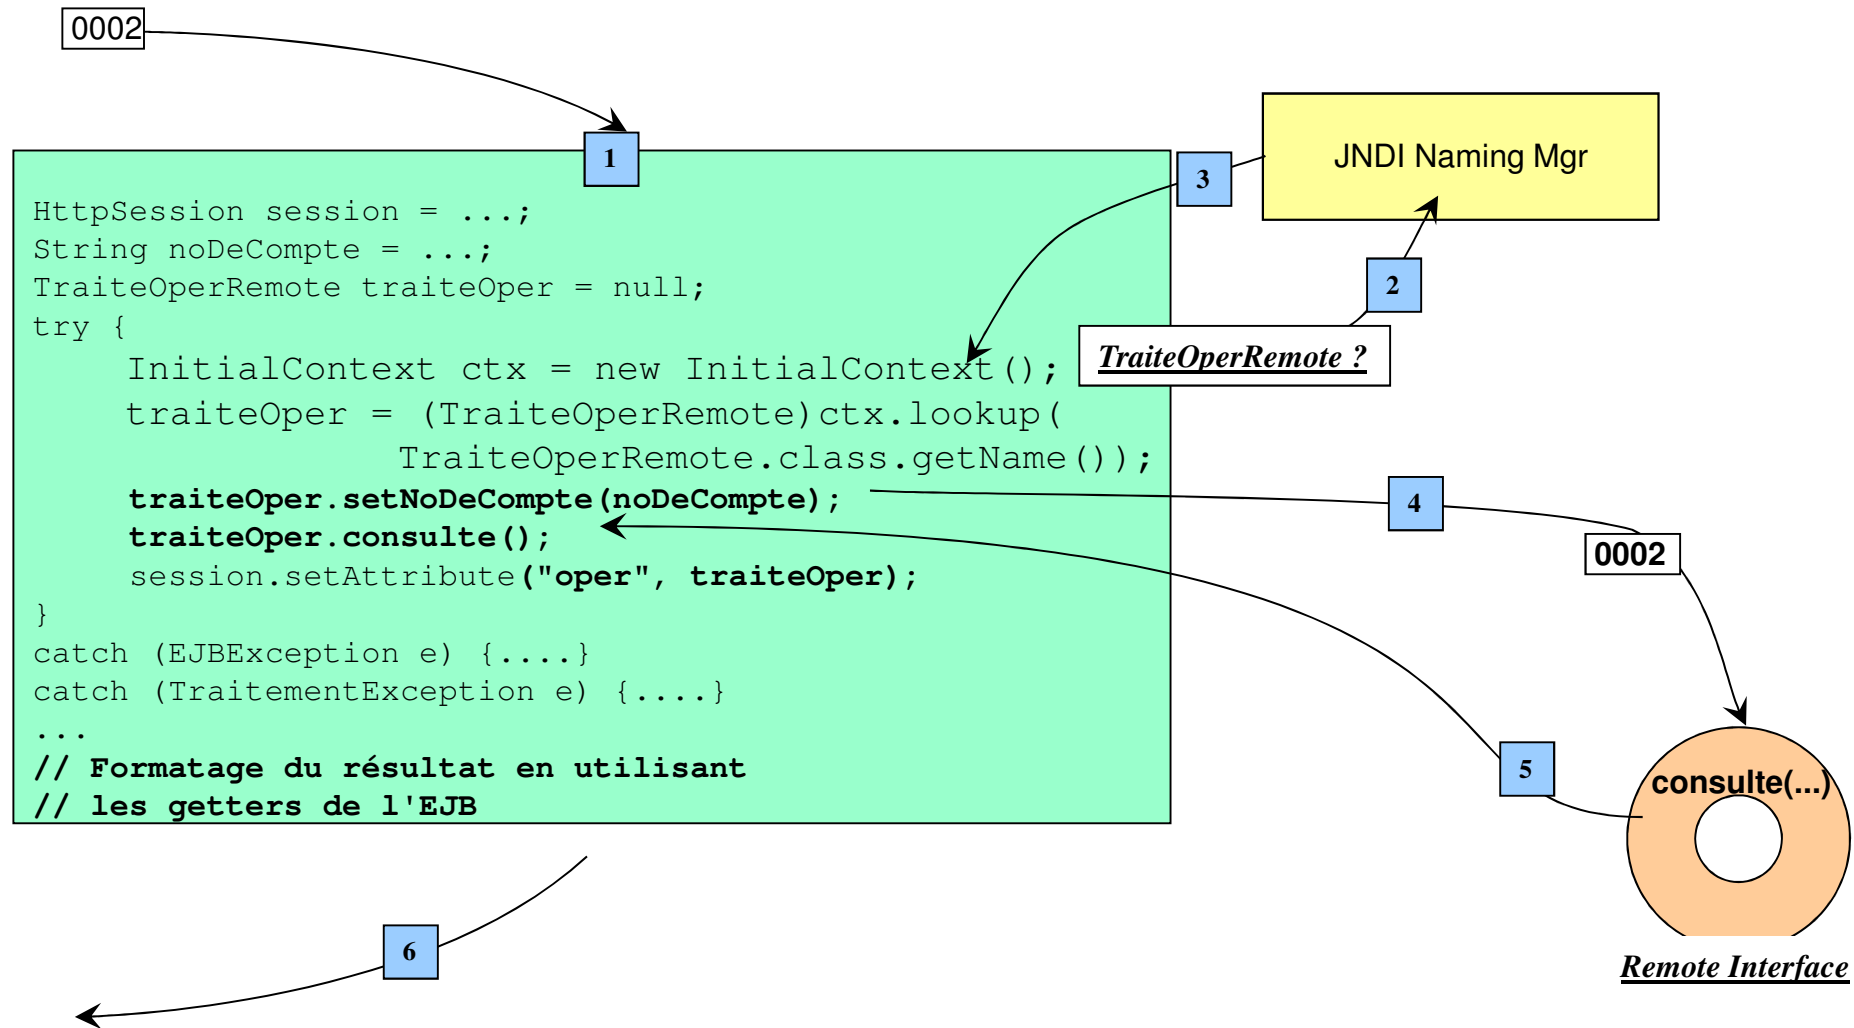 0002
1
JNDI Naming Mgr
3
2
TraiteOperRemote ?
HttpSession session = ...;
String noDeCompte = ...;
TraiteOperRemote traiteOper = null;
try {
InitialContext ctx = new InitialContext();
traiteOper = (TraiteOperRemote)ctx.lookup(
TraiteOperRemote.class.getName());
traiteOper.setNoDeCompte(noDeCompte);
traiteOper.consulte();
session.setAttribute("oper", traiteOper);
}
catch (EJBException e) {....}
catch (TraitementException e) {....}
...
// Formatage du résultat en utilisant
// les getters de l'EJB
4
0002
5
consulte(...)
Remote Interface
6